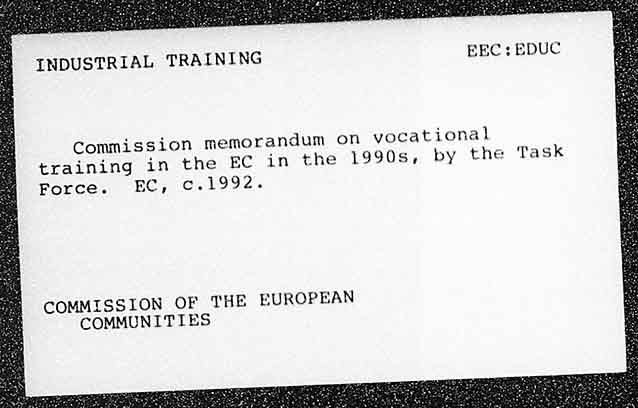 INDUSTRIAL TRAINING
EEC:EDUC
Commission memorandum on vocational
training in the EC in the 1990s, by the Task
Force. EC, c.1992.
COMMISSION OF THE EUROPEAN
COMMUNITIES